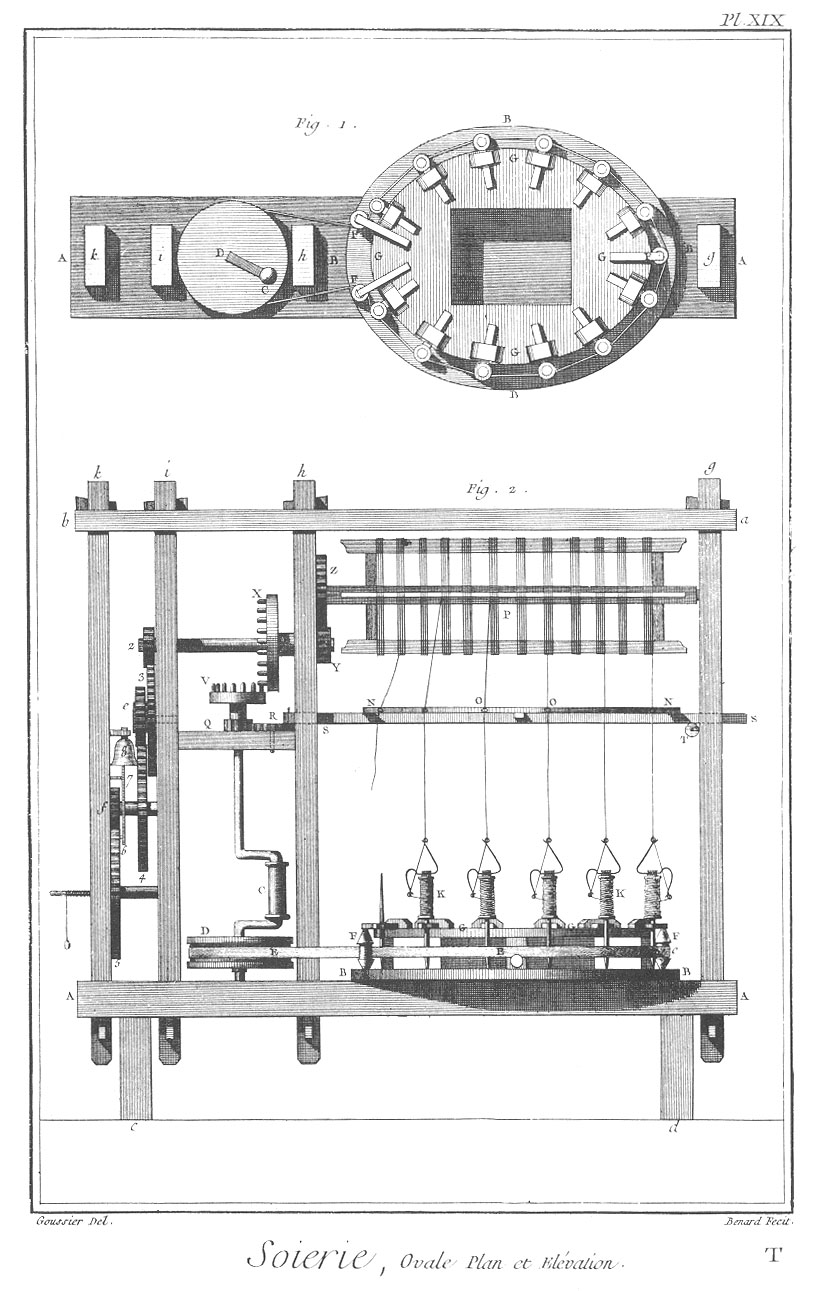 Pl. XIX
Fig. 1.
B
G
F
A k i D C h B F G G B g A
G
B
k i h g
Fig. 2.
b a
Z
X
P
2 Y
3
V
N O O N
e
Q R S S
T
8
7
f
6
4
C K K
D F G G F
E E e
5
B B
A A
c d
Goussier Del.
Benard Fecit.
Soierie, Ovale Plan et Elévation.
T